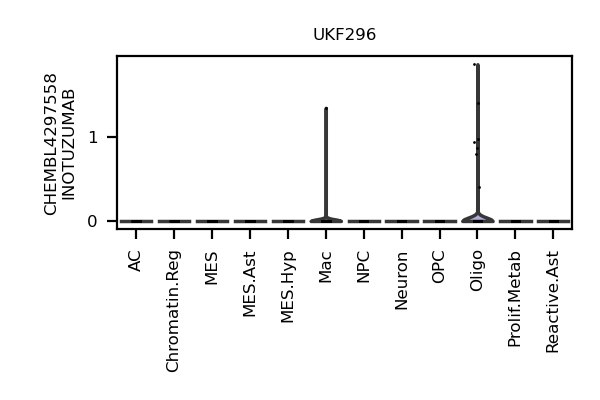 UKF296
CHEMBL4297558
INOTUZUMAB
1
0
AC
Chromatin.Reg
MES
MES.Ast
MES.Hyp
Mac
NPC
Neuron
OPC
Oligo
Prolif.Metab
Reactive.Ast